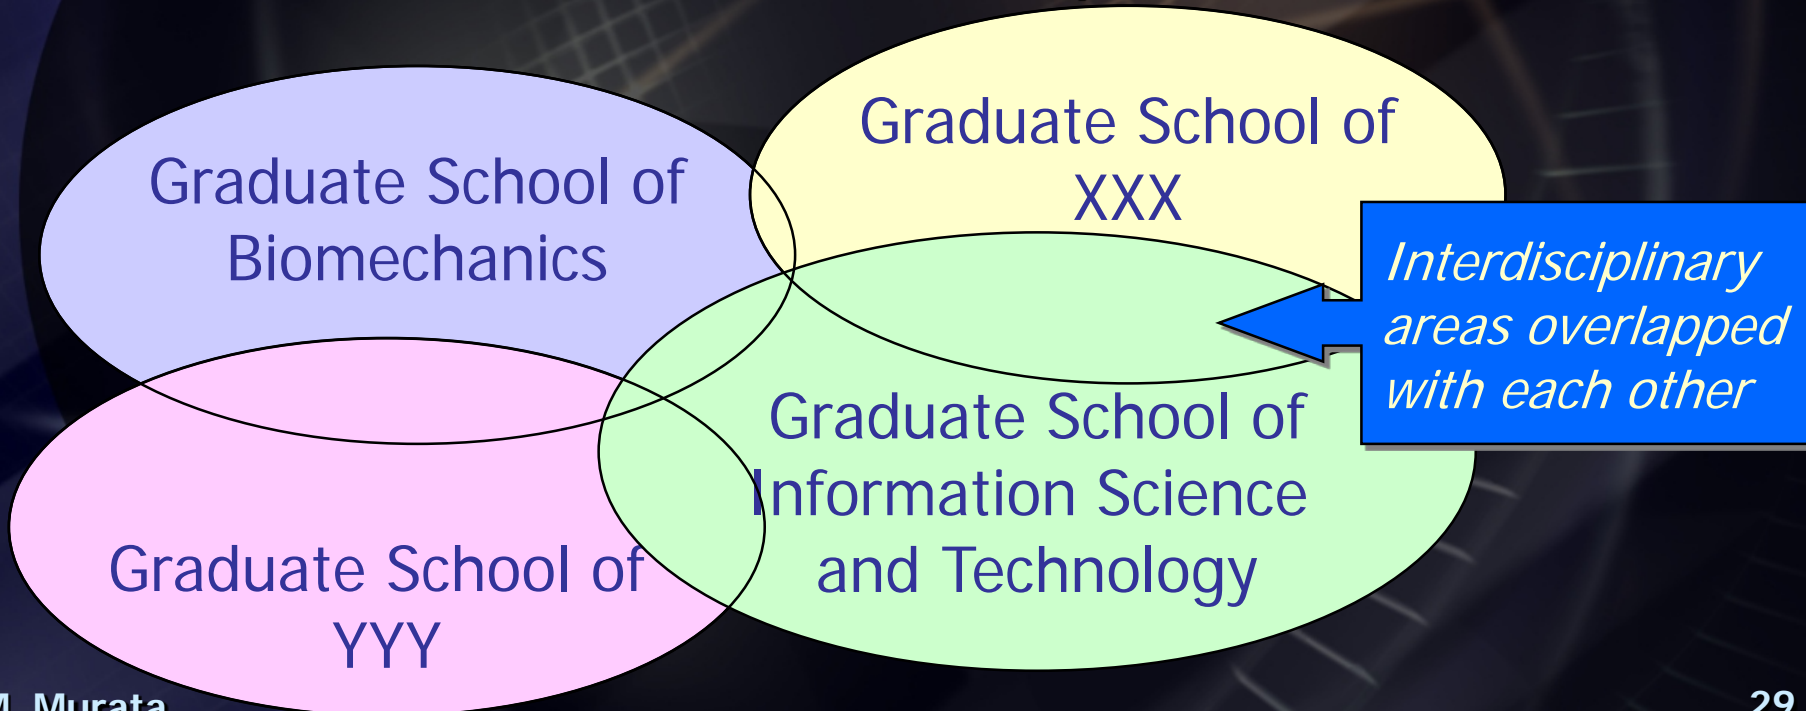 Graduate School of
Biomechanics
Graduate School of
XXX
Interdisciplinary
areas overlapped
with each other
Graduate School of
Information Science
and Technology
Graduate School of
YYY
M. Murata
29